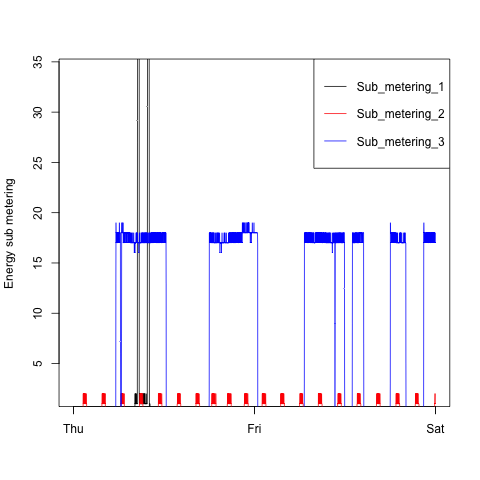 Energy sub metering
35
30
25
20
15
10
5
Thu
Fri
Sat
Sub_metering_1
Sub_metering_2
Sub_metering_3